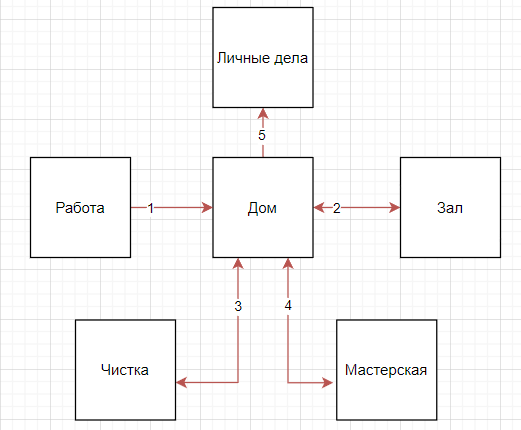 Личные дела
5
Работа
1
Дом
2
Зал
3
4
Чистка
Мастерская